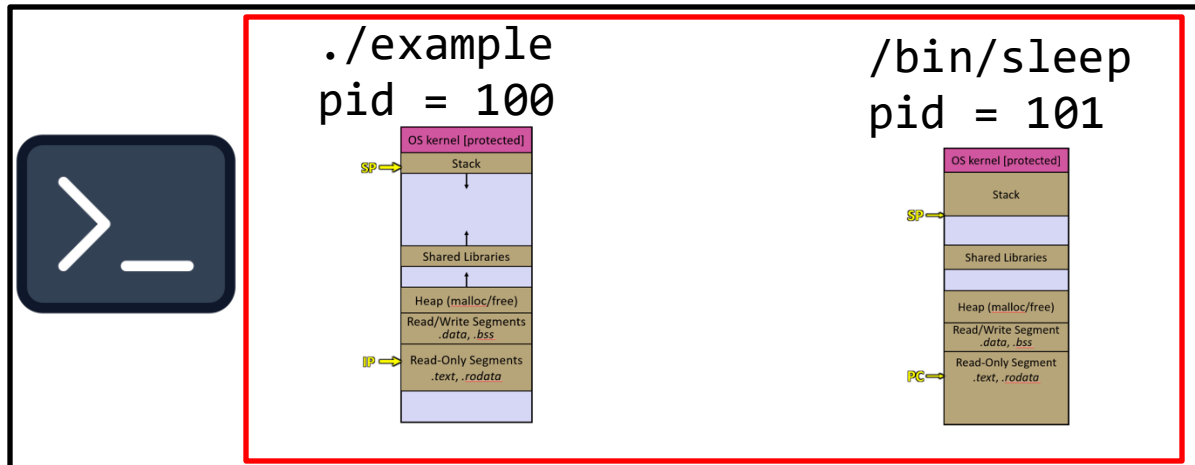 ./example
pid = 100
OS kernel [protected]
SP
Stack
Shared Libraries
Heap (malloc/free)
Read/Write Segments
.data, .bss
IP
Read-Only Segments
.text, .rodata
/bin/sleep
pid = 101
OS kernel [protected]
Stack
SP
Shared Libraries
Heap (malloc/free)
Read/Write Segment
.data, .bss
Read-Only Segment
PC
.text, .rodata